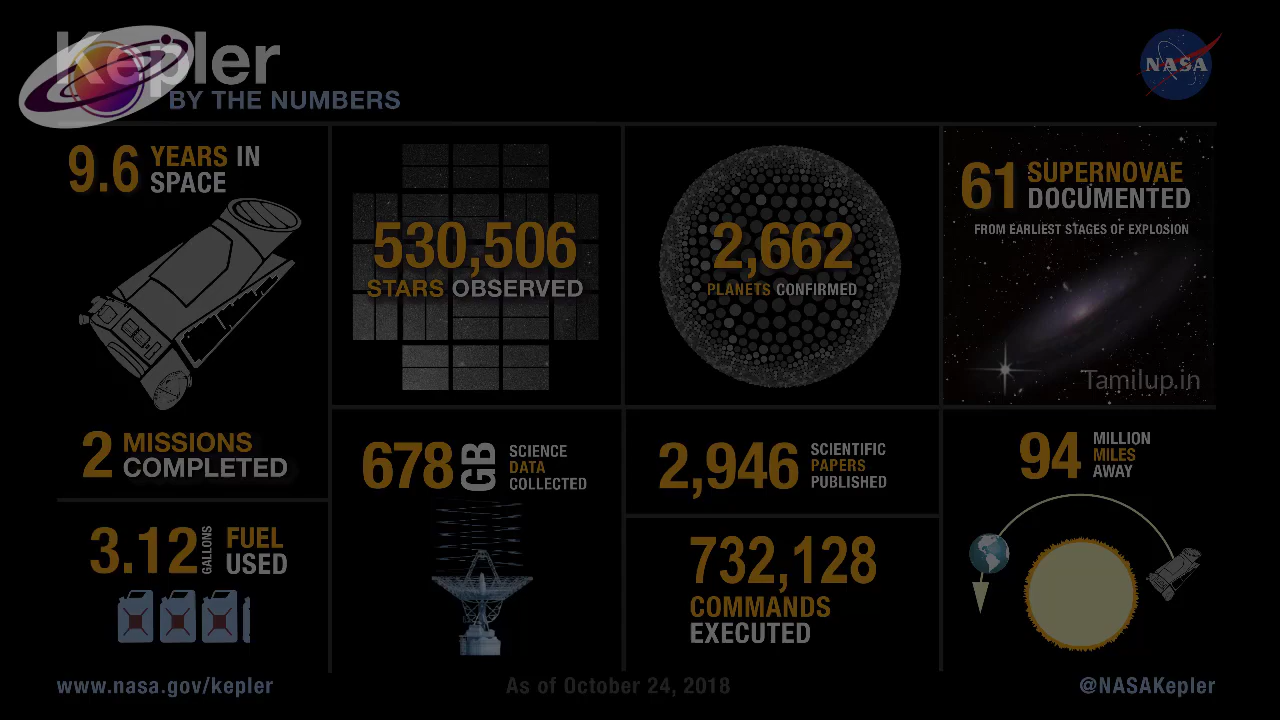 Kepler
BY THE NUMBERS
NASA
9.6 YEARS IN
SPACE
2 MISSIONS
COMPLETED
3.12 GALLONS FUEL
USED
530,506
STARS OBSERVED
678 GB SCIENCE
DATA
COLLECTED
2,662
PLANETS CONFIRMED
2,946 SCIENTIFIC
PAPERS
PUBLISHED
732,128
COMMANDS
EXECUTED
61 SUPERNOVAE
DOCUMENTED
FROM EARLIEST STAGES OF EXPLOSION
Tamilup.in
94 MILLION
MILES
AWAY
www.nasa.gov/kepler
As of October 24, 2018
@NASAKepler